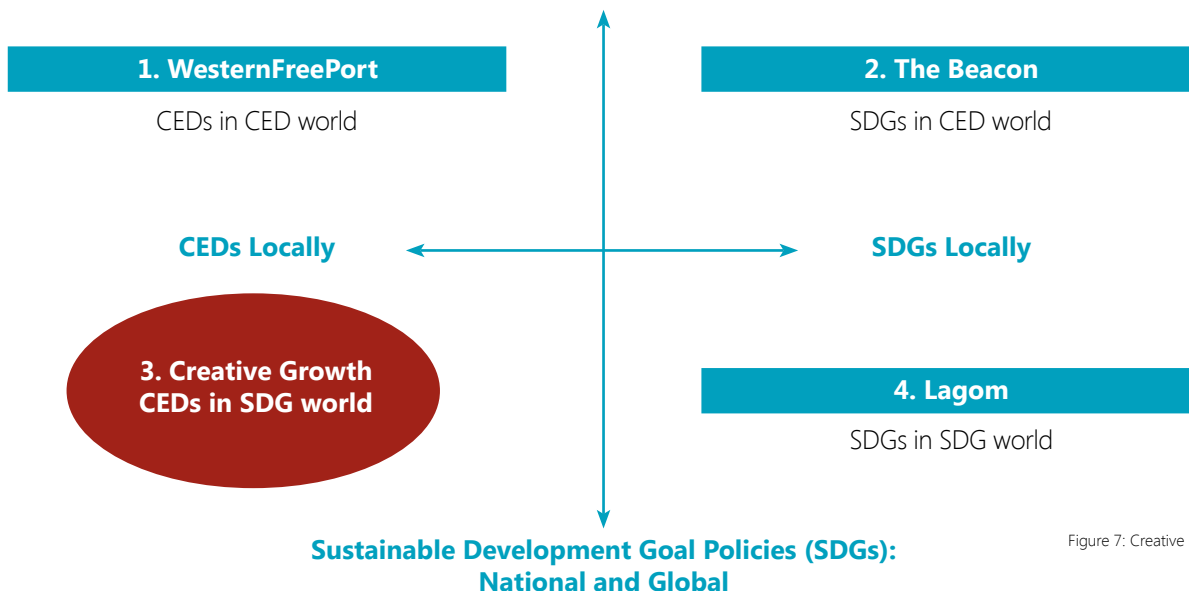 1. WesternFreePort
CEDs in CED world
2. The Beacon
SDGs in CED world
CEDs Locally
SDGs Locally
3. Creative Growth
CEDs in SDG world
4. Lagom
SDGs in SDG world
Sustainable Development Goal Policies (SDGs):
National and Global
Figure 7: Creative